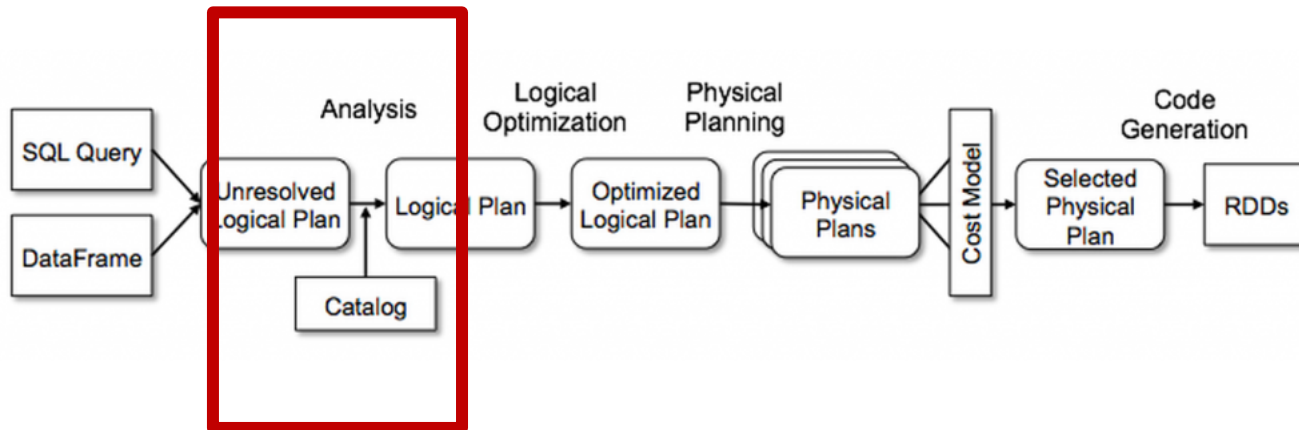 SQL Query
DataFrame
Analysis
Unresolved
Logical Plan
Catalog
Logical Plan
Logical
Optimization
Optimized
Logical Plan
Physical
Planning
Physical
Plans
Cost Model
Selected
Physical
Plan
Code
Generation
RDDs